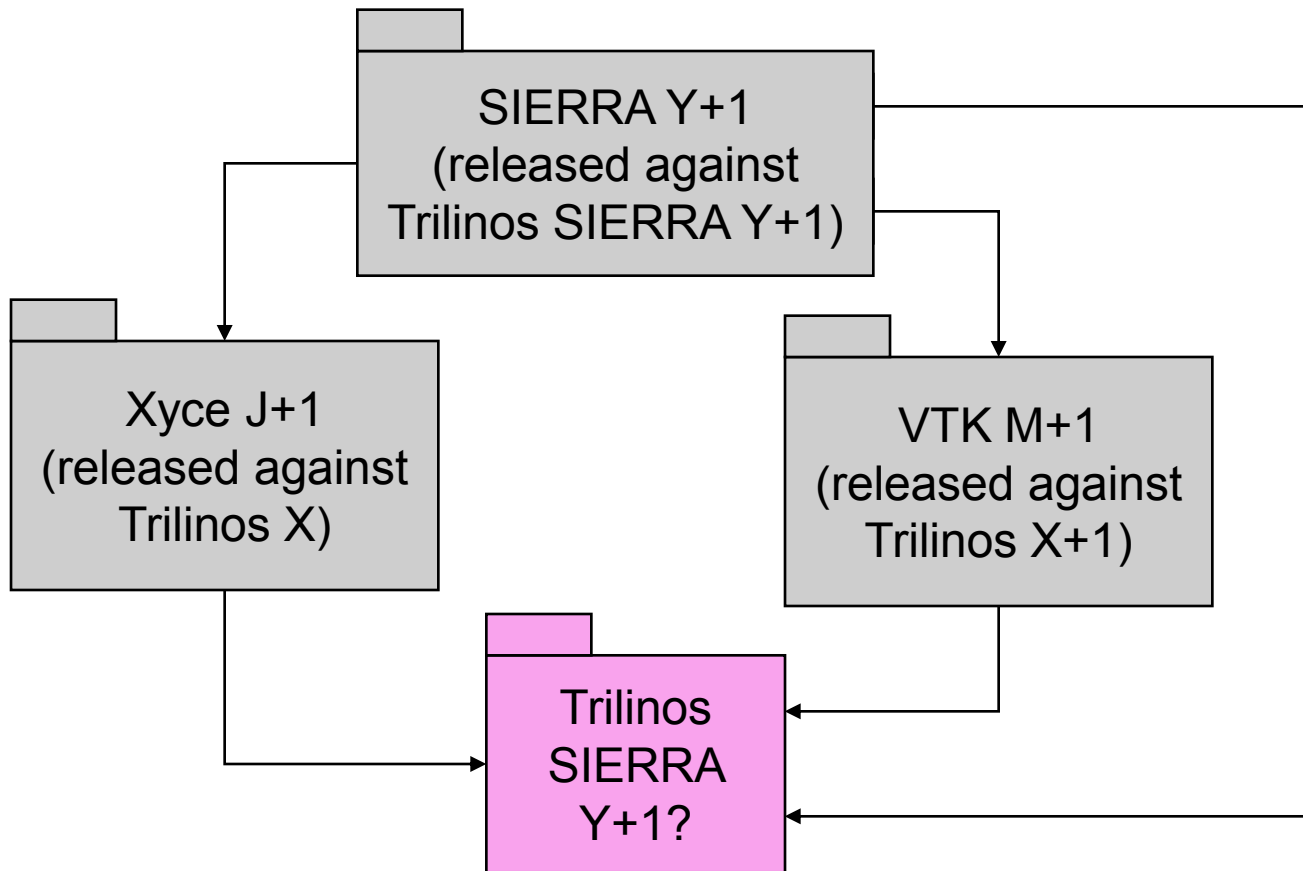 SIERRA Y+1
(released against
Trilinos SIERRA Y+1)
Xyce J+1
(released against
Trilinos X)
VTK M+1
(released against
Trilinos X+1)
Trilinos
SIERRA
Y+1?